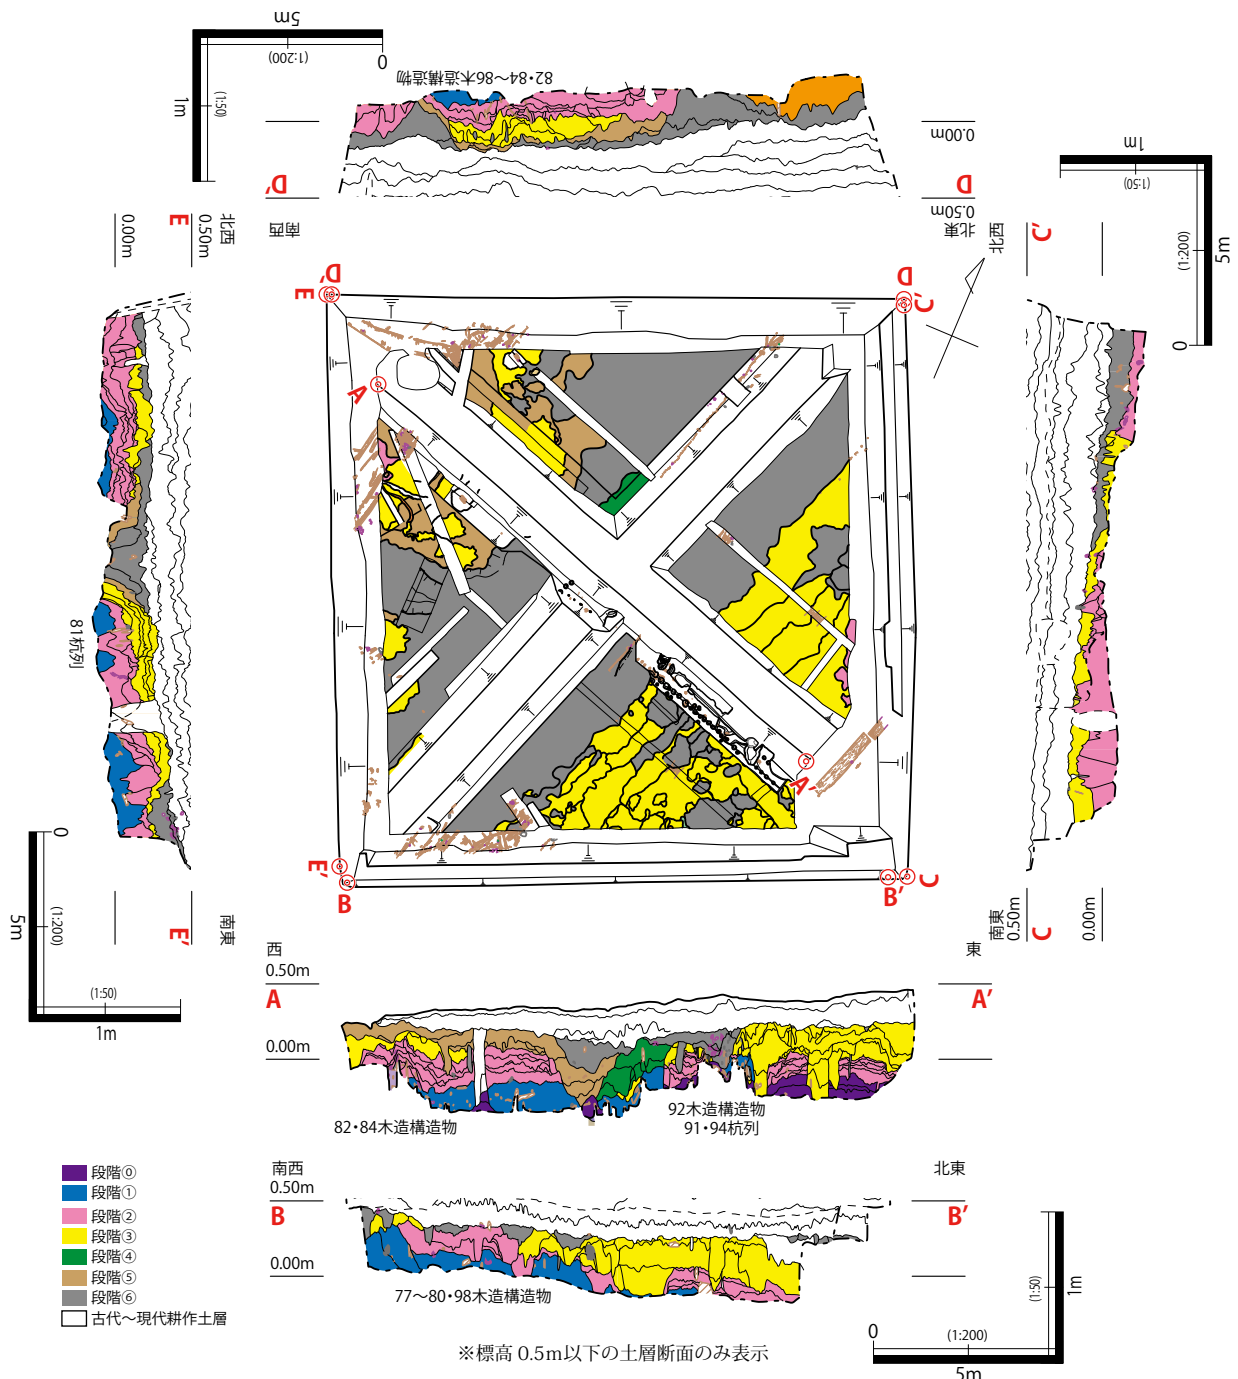 5m
(1:200)
0
1m
(1:50)
82・84～86木造構造物
0.00m
D'
D
0.50m
南西
北東
1m
(1:50)
(1:200)
5m
0
北西
C'
E
0.00m
0.50m
北西
D'
E
D
C'
A
81杭列
A'
E'
B
B'
C
0
5m
(1:200)
(1:50)
1m
E'
南東
南東
0.50m
C
0.00m
西
0.50m
A
0.00m
東
A'
82・84木造構造物
92木造構造物
91・94杭列
南西
0.50m
B
0.00m
北東
B'
77～80・98木造構造物
段階⓪
段階①
段階②
段階③
段階④
段階⑤
段階⑥
古代～現代耕作土層
(1:50)
1m
0
(1:200)
5m
※標高 0.5m以下の土層断面のみ表示